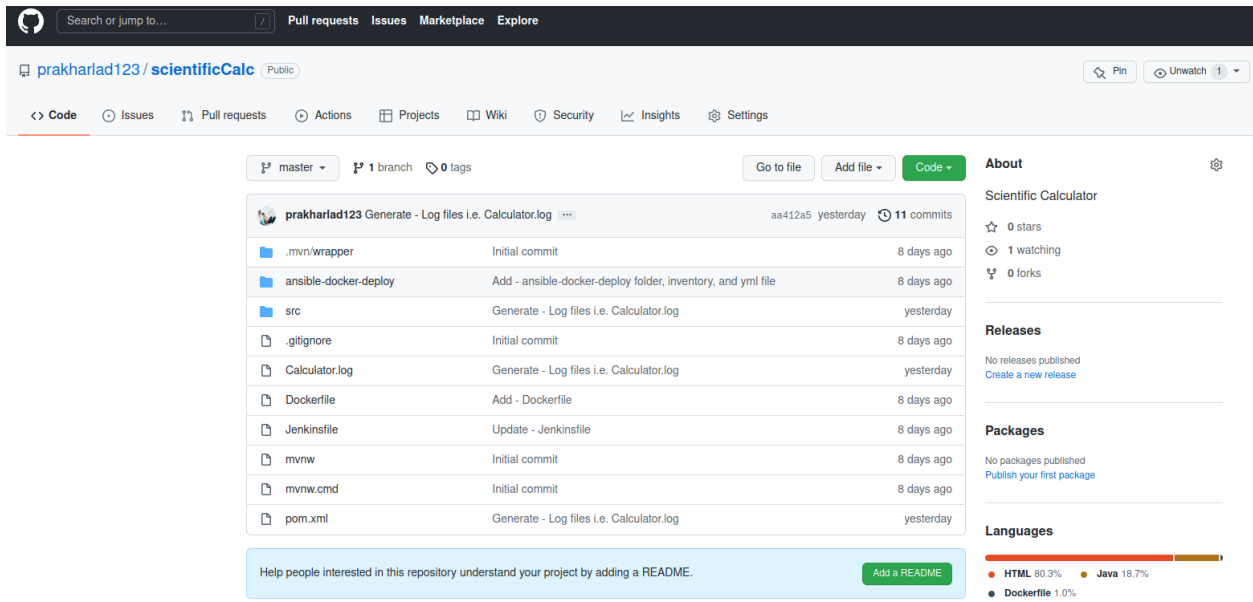 Search or jump to... /
Pull requests Issues Marketplace Explore
prakharlad123 / scientificCalc Public
Pin Unwatch 1
<> Code Issues Pull requests Actions Projects Wiki Security Insights Settings
master 1 branch 0 tags Go to file Add file Code
prakharlad123 Generate - Log files i.e. Calculator.log ... aa412a5 yesterday 11 commits
.mvn/wrapper Initial commit 8 days ago
ansible-docker-deploy Add - ansible-docker-deploy folder, inventory, and yml file 8 days ago
src Generate - Log files i.e. Calculator.log yesterday
.gitignore Initial commit 8 days ago
Calculator.log Generate - Log files i.e. Calculator.log yesterday
Dockerfile Add - Dockerfile 8 days ago
Jenkinsfile Update - Jenkinsfile 8 days ago
mvnw Initial commit 8 days ago
mvnw.cmd Initial commit 8 days ago
pom.xml Generate - Log files i.e. Calculator.log yesterday
Help people interested in this repository understand your project by adding a README. Add a README
About
Scientific Calculator
0 stars
1 watching
0 forks
Releases
No releases published
Create a new release
Packages
No packages published
Publish your first package
Languages
HTML 80.3% Java 18.7%
Dockerfile 1.0%